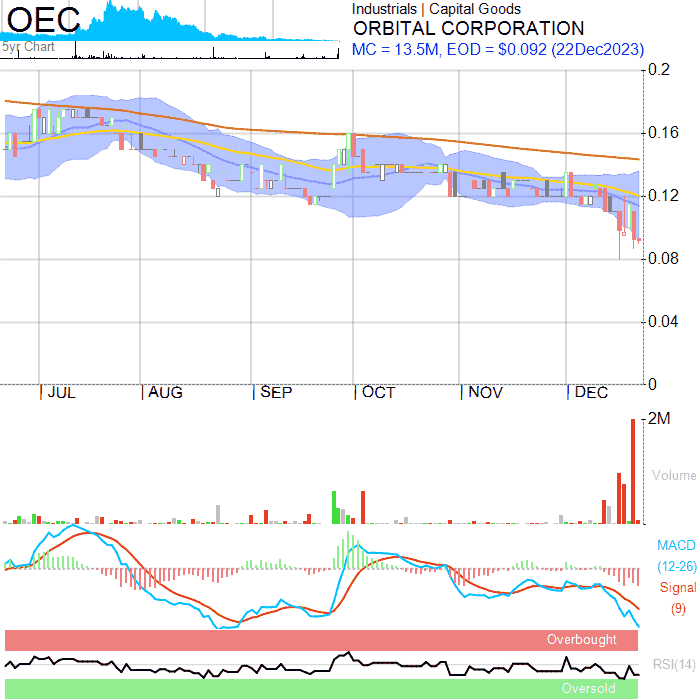 OEC
5yr Chart
Industrials | Capital Goods
ORBITAL CORPORATION
MC = 13.5M, EOD = $0.092 (22Dec2023)
0.2
0.16
0.12
0.08
0.04
0
JUL AUG SEP OCT NOV DEC
2M
Volume
MACD
(12-26)
Signal
(9)
Overbought
RSI(14)
Oversold